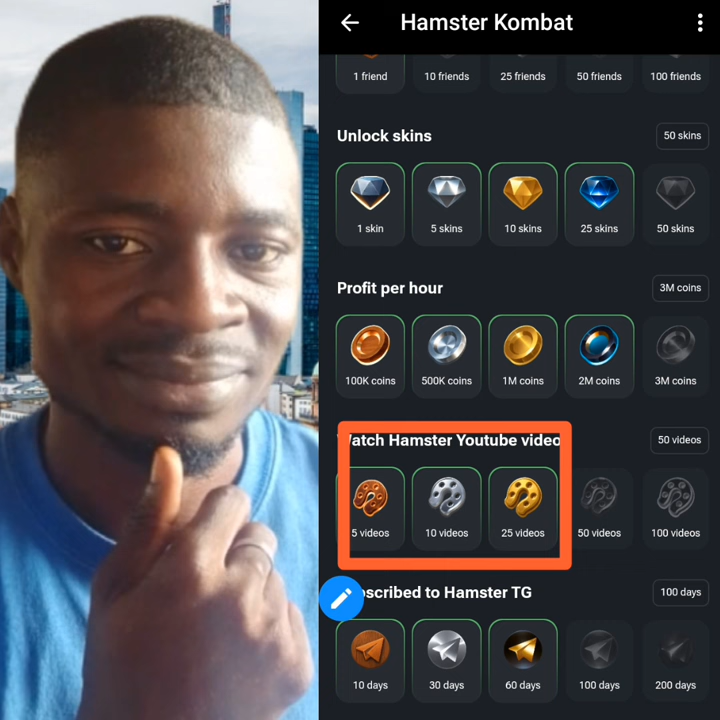 Hamster Kombat
1 friend
10 friends
25 friends
50 friends
100 friends
Unlock skins
50 skins
1 skin
5 skins
10 skins
25 skins
50 skins
Profit per hour
3M coins
100K coins
500K coins
1M coins
2M coins
3M coins
Hamster Youtube
50 videos
5 videos
10 videos
25 videos
50 videos
100 videos
to Hamster TG
100 days
10 days
30 days
60 days
100 days
200 days